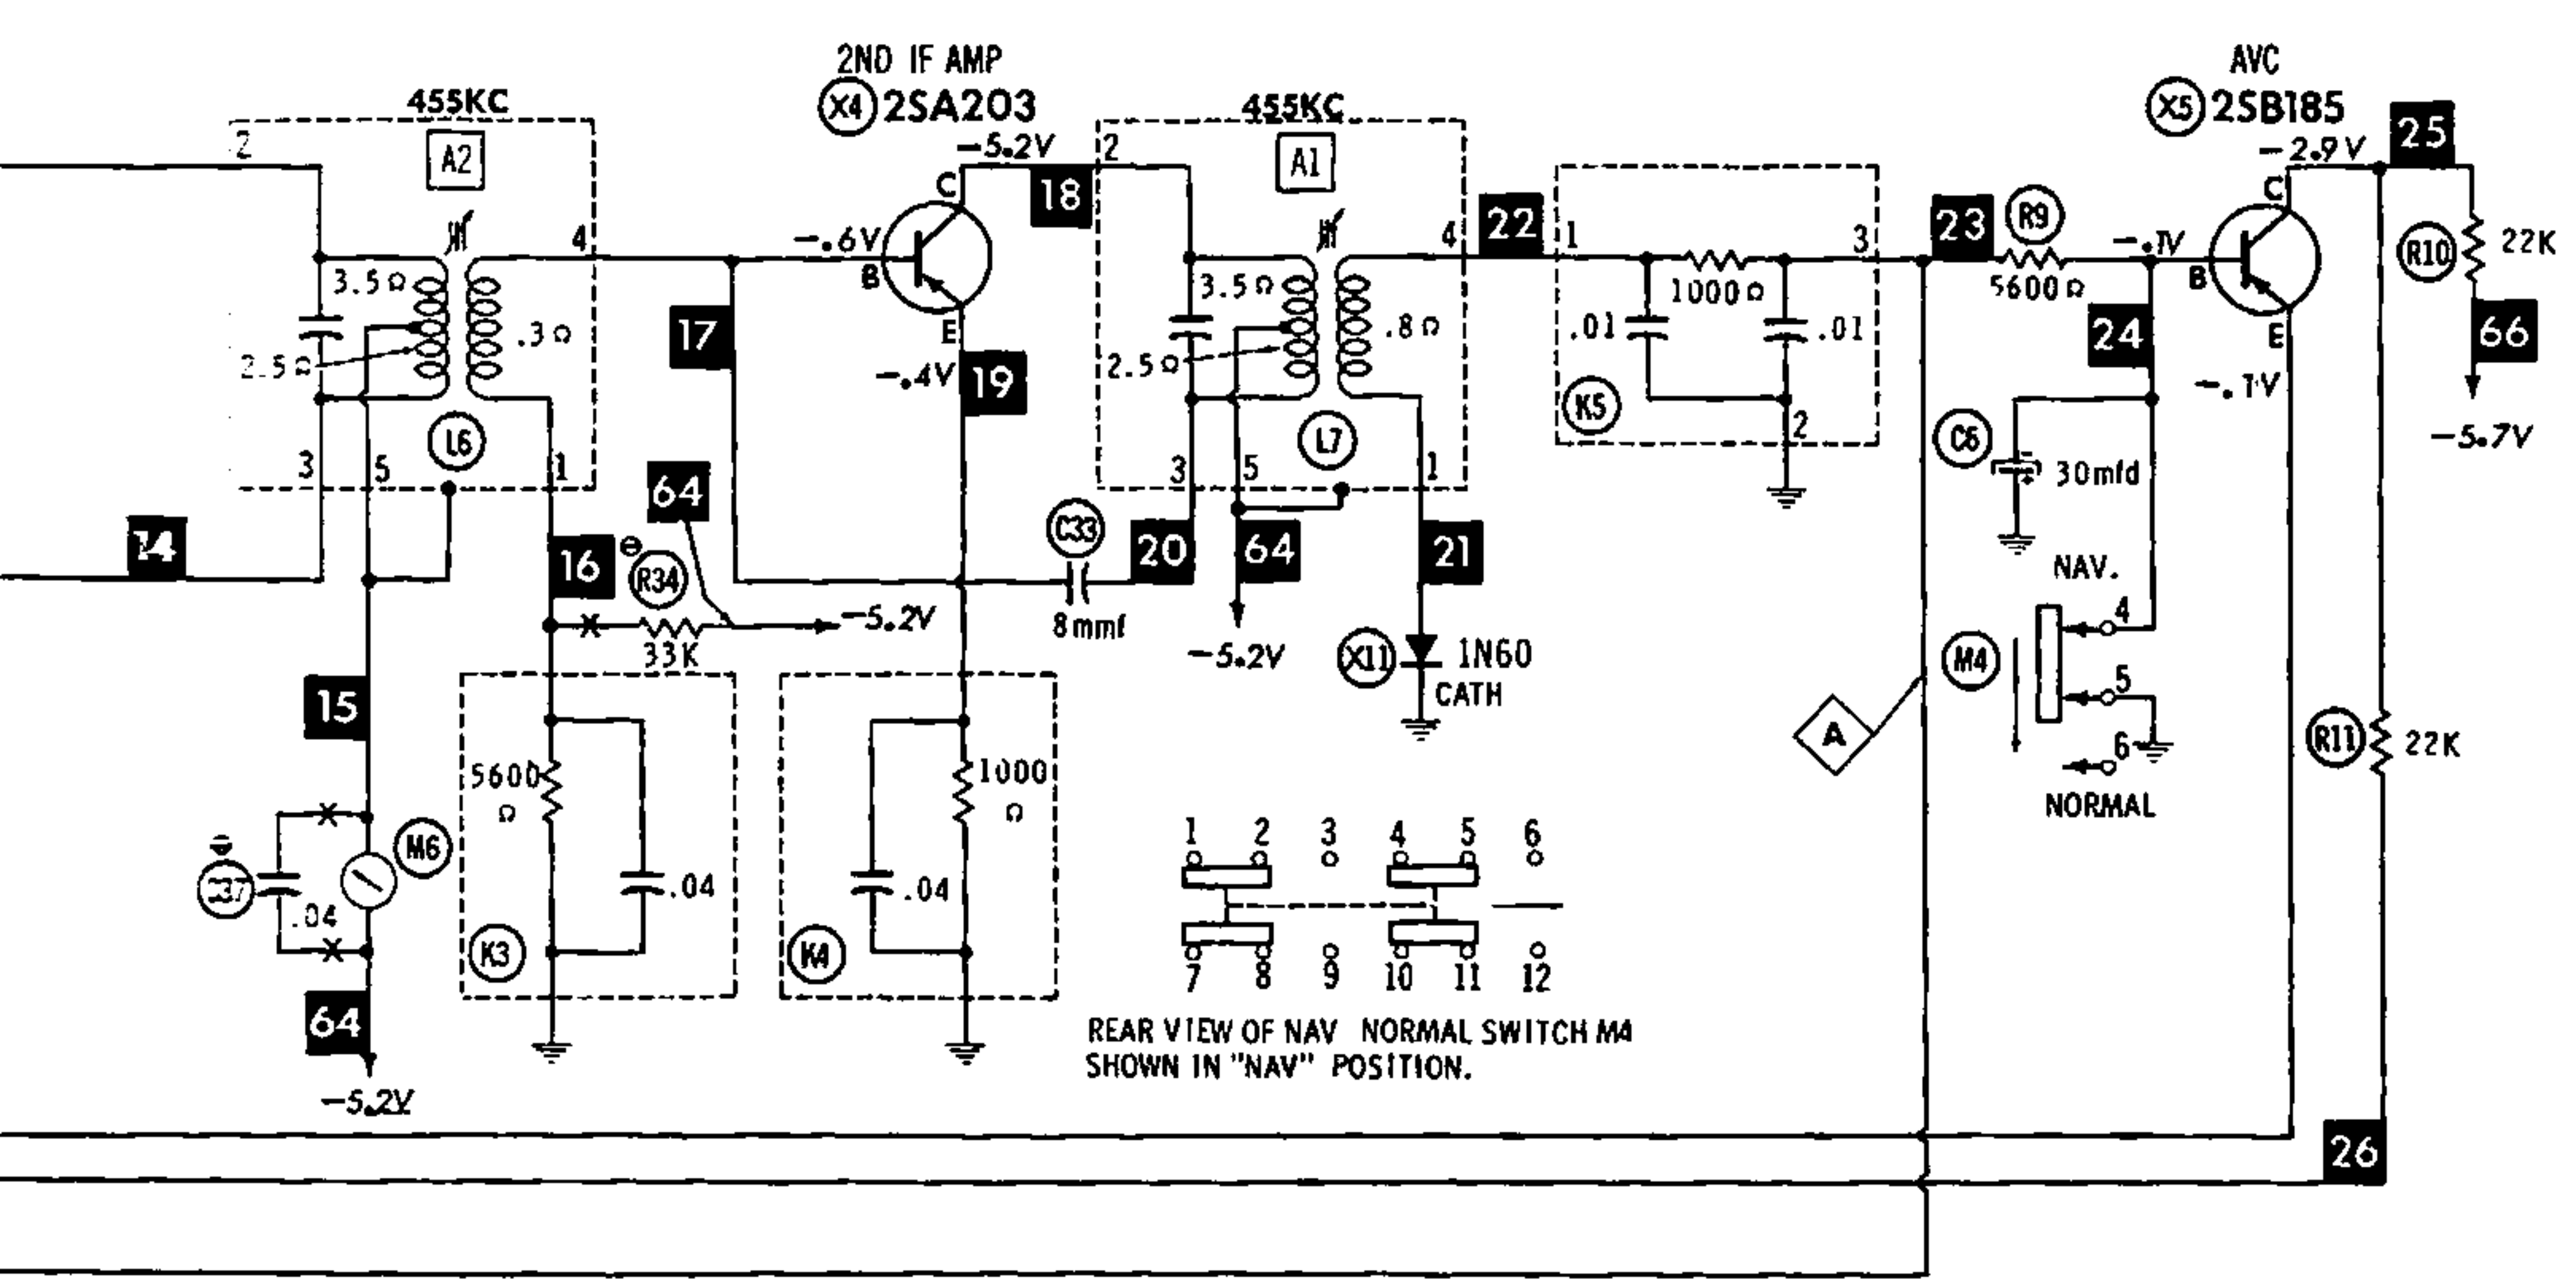 2ND IF AMP
X4 2SA203
AVC
X5 2SB185
455KC
A2
2
3.5Ω
2.5Ω
.3Ω
4
L6
3
5
1
14
15
16
17
-.6V
B
C
E
-5.2V
-.4V
18
19
64
R34
33K
-5.2V
455KC
A1
2
3.5Ω
2.5Ω
.8Ω
4
L7
3
5
1
C33
8mmf
20
64
-5.2V
21
X11
1N60
CATH
22
1
3
1000Ω
.01
.01
K5
2
23
R9
5600Ω
-.1V
B
C
E
-2.9V
-.1V
24
25
R10
22K
66
-5.7V
C6
30mfd
NAV.
4
M4
5
6
NORMAL
A
R11
22K
26
C37
.04
M6
64
-5.2V
5600
Ω
.04
K3
1000
Ω
.04
K4
1 2 3 4 5 6
7 8 9 10 11 12
REAR VIEW OF NAV NORMAL SWITCH M4
SHOWN IN "NAV" POSITION.